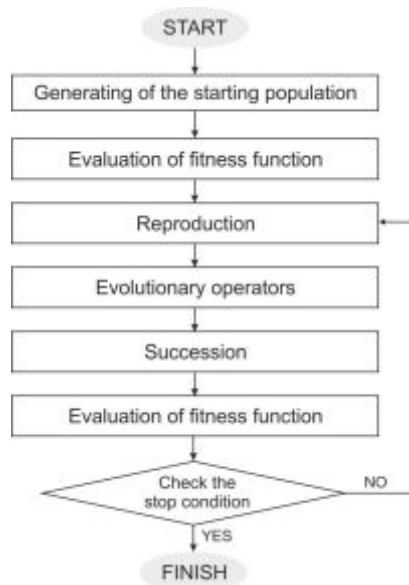 START
Generating of the starting population
Evaluation of fitness function
Reproduction
Evolutionary operators
Succession
Evaluation of fitness function
Check the
stop condition
NO
YES
FINISH